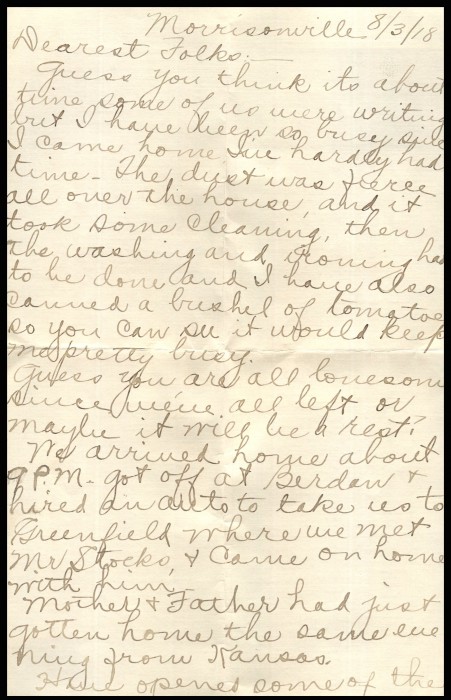 Morrisonville 8/3/18
Dearest Folks.
Guess you think its about
time some of us were writing
but I have been so busy since
I came home I've hardly had
time - The dust was fierce
all over the house, and it
took some cleaning, then
the washing and ironing had
to be done and I have also
canned a bushel of tomatoes
so you can see it would keep
me pretty busy.
Guess you are all lonesome
since we've all left or
maybe it will be a rest?
We arrived home about
9 P.M. got off at Berdan +
hired an auto to take us to
Greenfield where we met
Mr Stocks, + came on home
with him.
Mother + Father had just
gotten home the same eve
ning from Kansas.
Have opened some of the